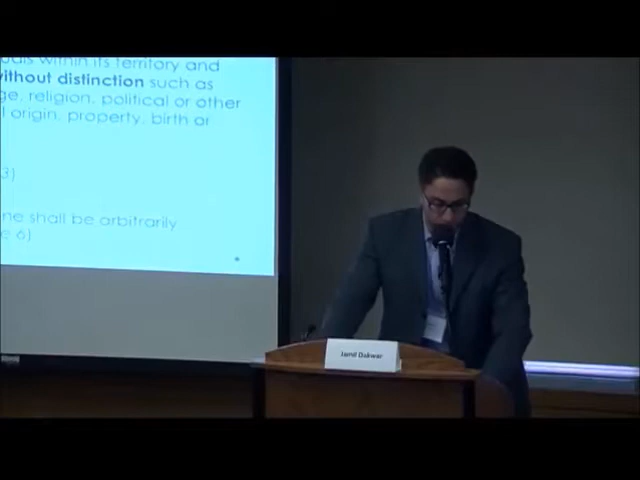 uals within its territory and
without distinction such as
ge, religion, political or other
l origin, property, birth or
3)
ne shall be arbitrarily
e 6)
Jamil Dakwar